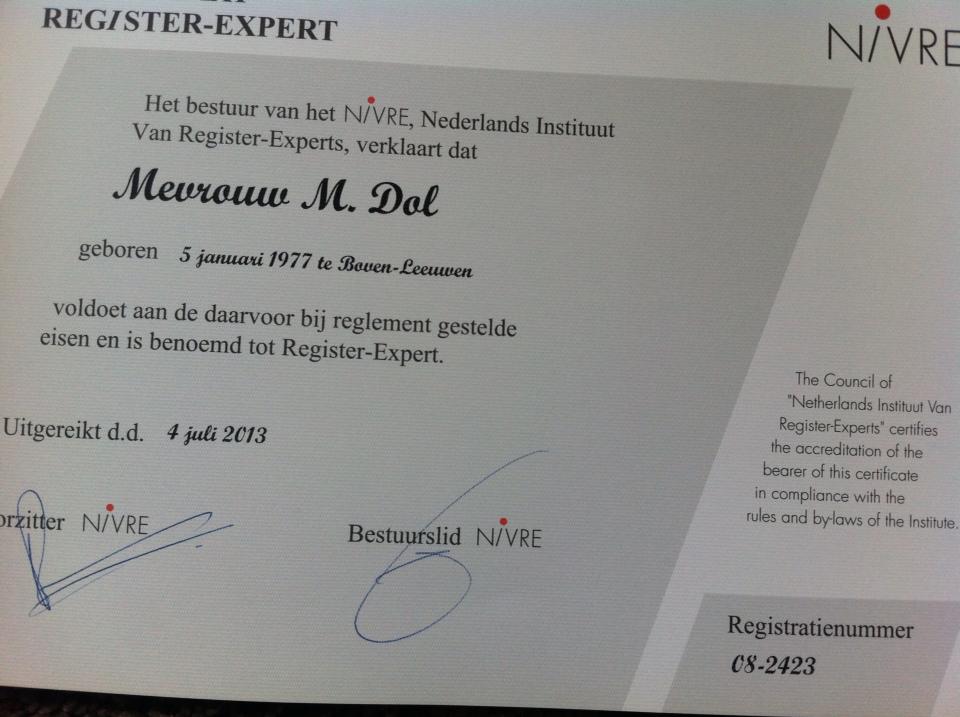 REGISTER-EXPERT
NIVRE
Het bestuur van het NIVRE, Nederlands Instituut
Van Register-Experts, verklaart dat
Mevrouw M. Dol
geboren 5 januari 1977 te Boven-Leeuwen
voldoet aan de daarvoor bij reglement gestelde
eisen en is benoemd tot Register-Expert.
Uitgereikt d.d. 4 juli 2013
orzitter NIVRE
Bestuurslid NIVRE
The Council of
"Netherlands Instituut Van
Register-Experts" certifies
the accreditation of the
bearer of this certificate
in compliance with the
rules and by-laws of the Institute.
Registratienummer
08-2423